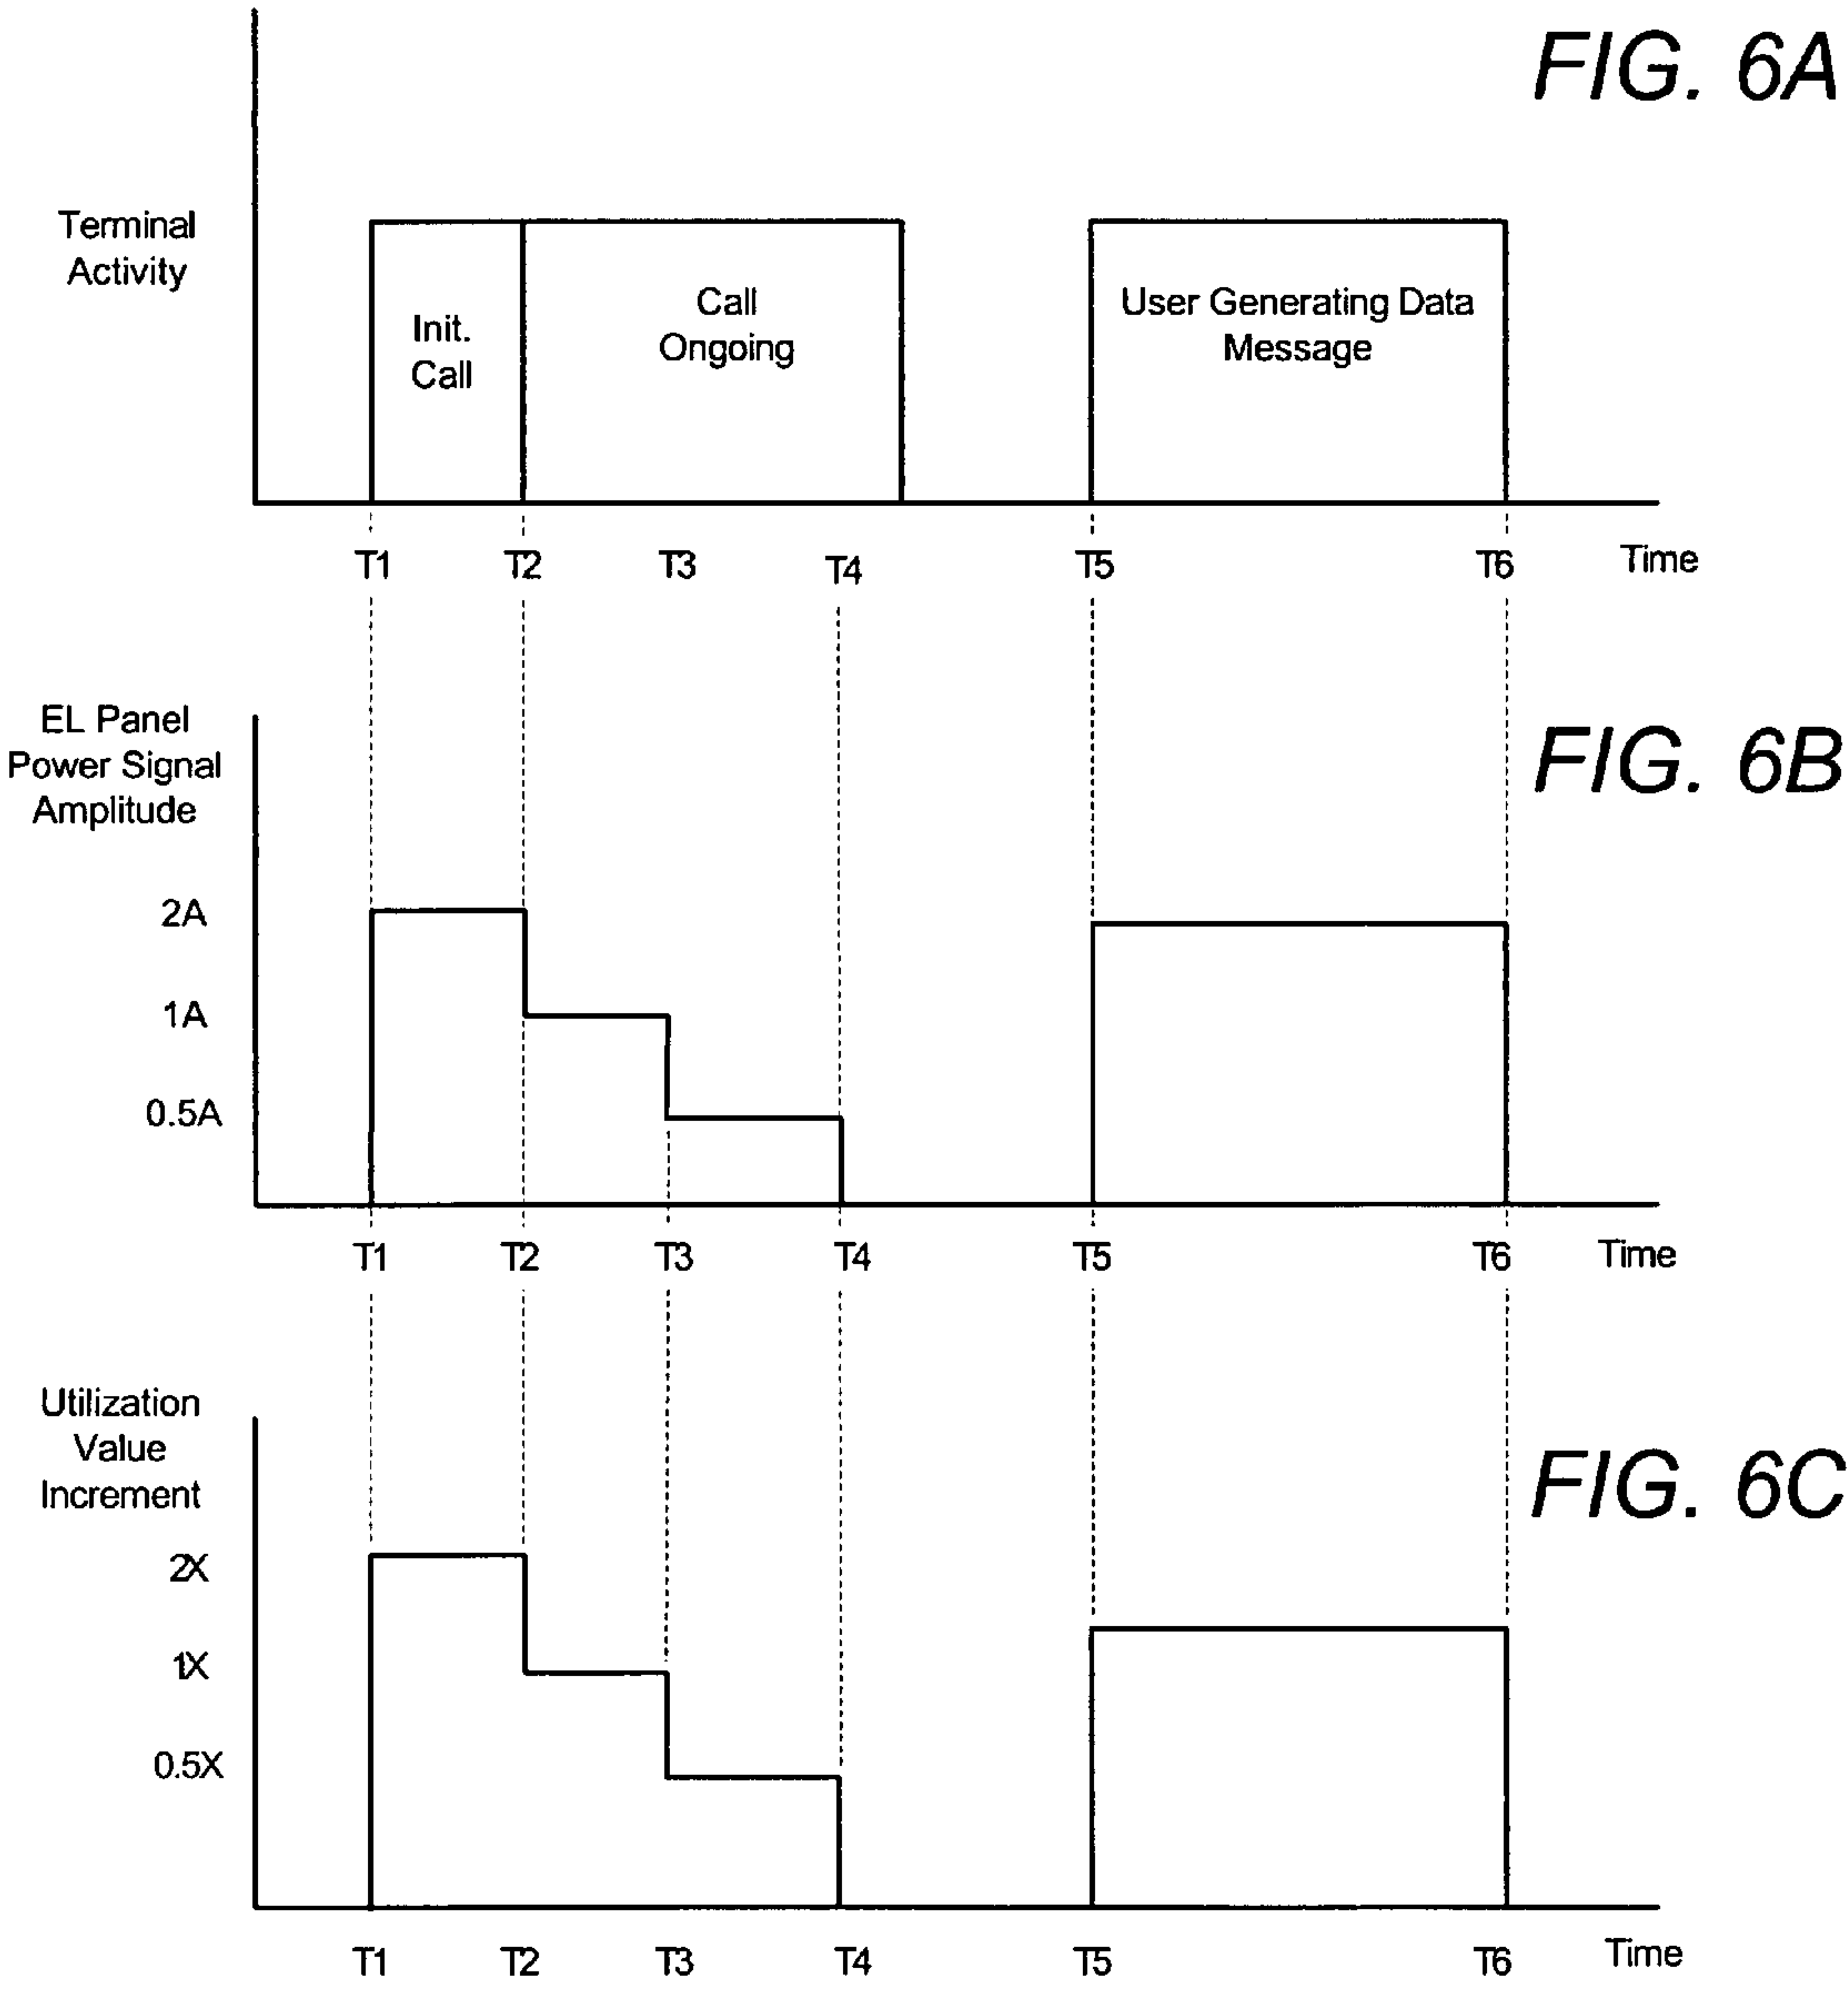 FIG. 6A
Terminal
Activity
Init.
Call
Call
Ongoing
User Generating Data
Message
T1 T2 T3 T4 T5 T6 Time
EL Panel
Power Signal
Amplitude
FIG. 6B
2A
1A
0.5A
T1 T2 T3 T4 T5 T6 Time
Utilization
Value
Increment
FIG. 6C
2X
1X
0.5X
T1 T2 T3 T4 T5 T6 Time